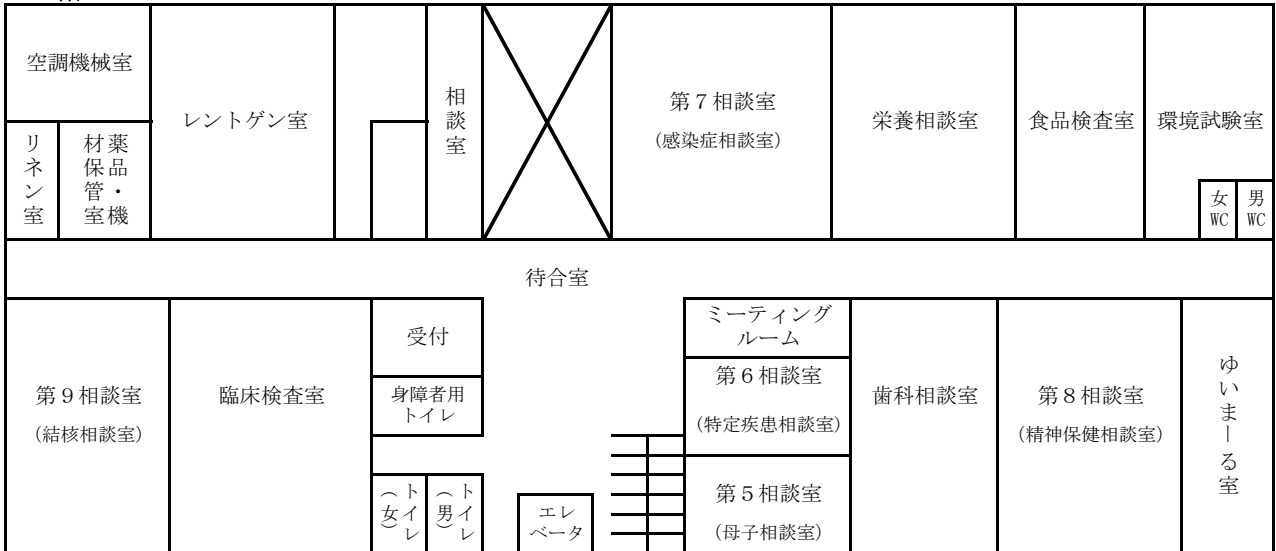 空調機械室
リネン室
薬品・機
材保管室
レントゲン室
相談室
第７相談室
(感染症相談室)
栄養相談室
食品検査室
環境試験室
女
WC
男
WC
待合室
第９相談室
(結核相談室)
臨床検査室
受付
身障者用
トイレ
トイレ
(女)
トイレ
(男)
エレ
ベータ
ミーティング
ルーム
第６相談室
(特定疾患相談室)
第５相談室
(母子相談室)
歯科相談室
第８相談室
(精神保健相談室)
ゆいまーる室